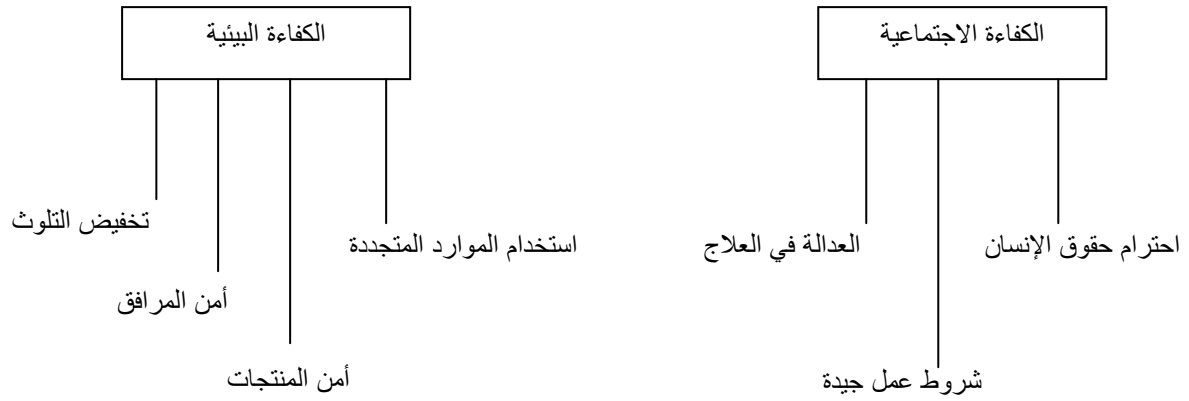 الكفاءة الاجتماعية
الكفاءة البيئية
احترام حقوق الإنسان
العدالة في العلاج
شروط عمل جيدة
استخدام الموارد المتجددة
تخفيض التلوث
أمن المرافق
أمن المنتجات